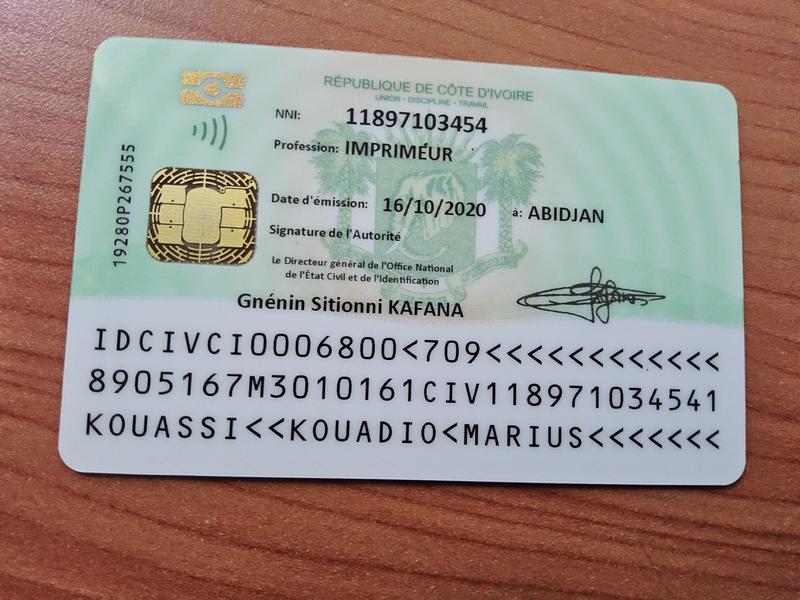 RÉPUBLIQUE DE CÔTE D'IVOIRE
UNION - DISCIPLINE - TRAVAIL
NNI: 11897103454
Profession: IMPRIMEUR
Date d'émission: 16/10/2020 à: ABIDJAN
Signature de l'Autorité
Le Directeur général de l'Office National
de l'État Civil et de l'Identification
Gnénin Sitionni KAFANA
19280P267555
IDCIVCI0006800<709<<<<<<<<<<<<
8905167M3010161CIV118971034541
KOUASSI<<KOUADIO<MARIUS<<<<<<<